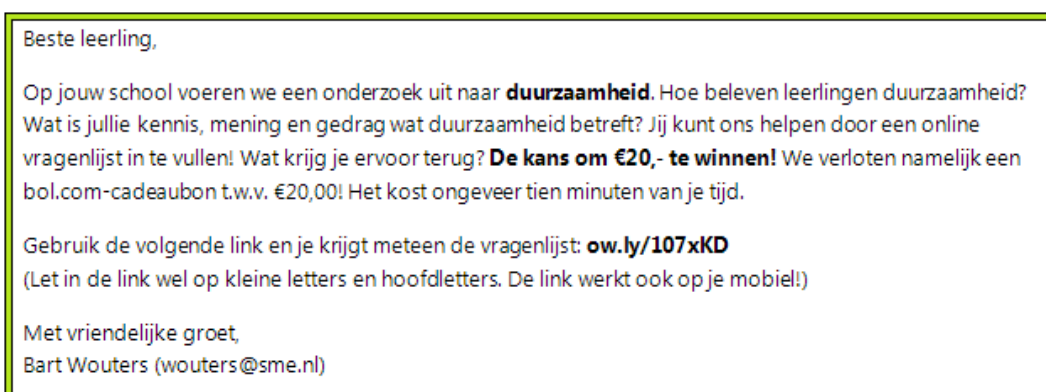 Beste leerling,
Op jouw school voeren we een onderzoek uit naar duurzaamheid. Hoe beleven leerlingen duurzaamheid?
Wat is jullie kennis, mening en gedrag wat duurzaamheid betreft? Jij kunt ons helpen door een online
vragenlijst in te vullen! Wat krijg je ervoor terug? De kans om €20,- te winnen! We verloten namelijk een
bol.com-cadeaubon t.w.v. €20,00! Het kost ongeveer tien minuten van je tijd.
Gebruik de volgende link en je krijgt meteen de vragenlijst: ow.ly/107xKD
(Let in de link wel op kleine letters en hoofdletters. De link werkt ook op je mobiel!)
Met vriendelijke groet,
Bart Wouters (wouters@sme.nl)